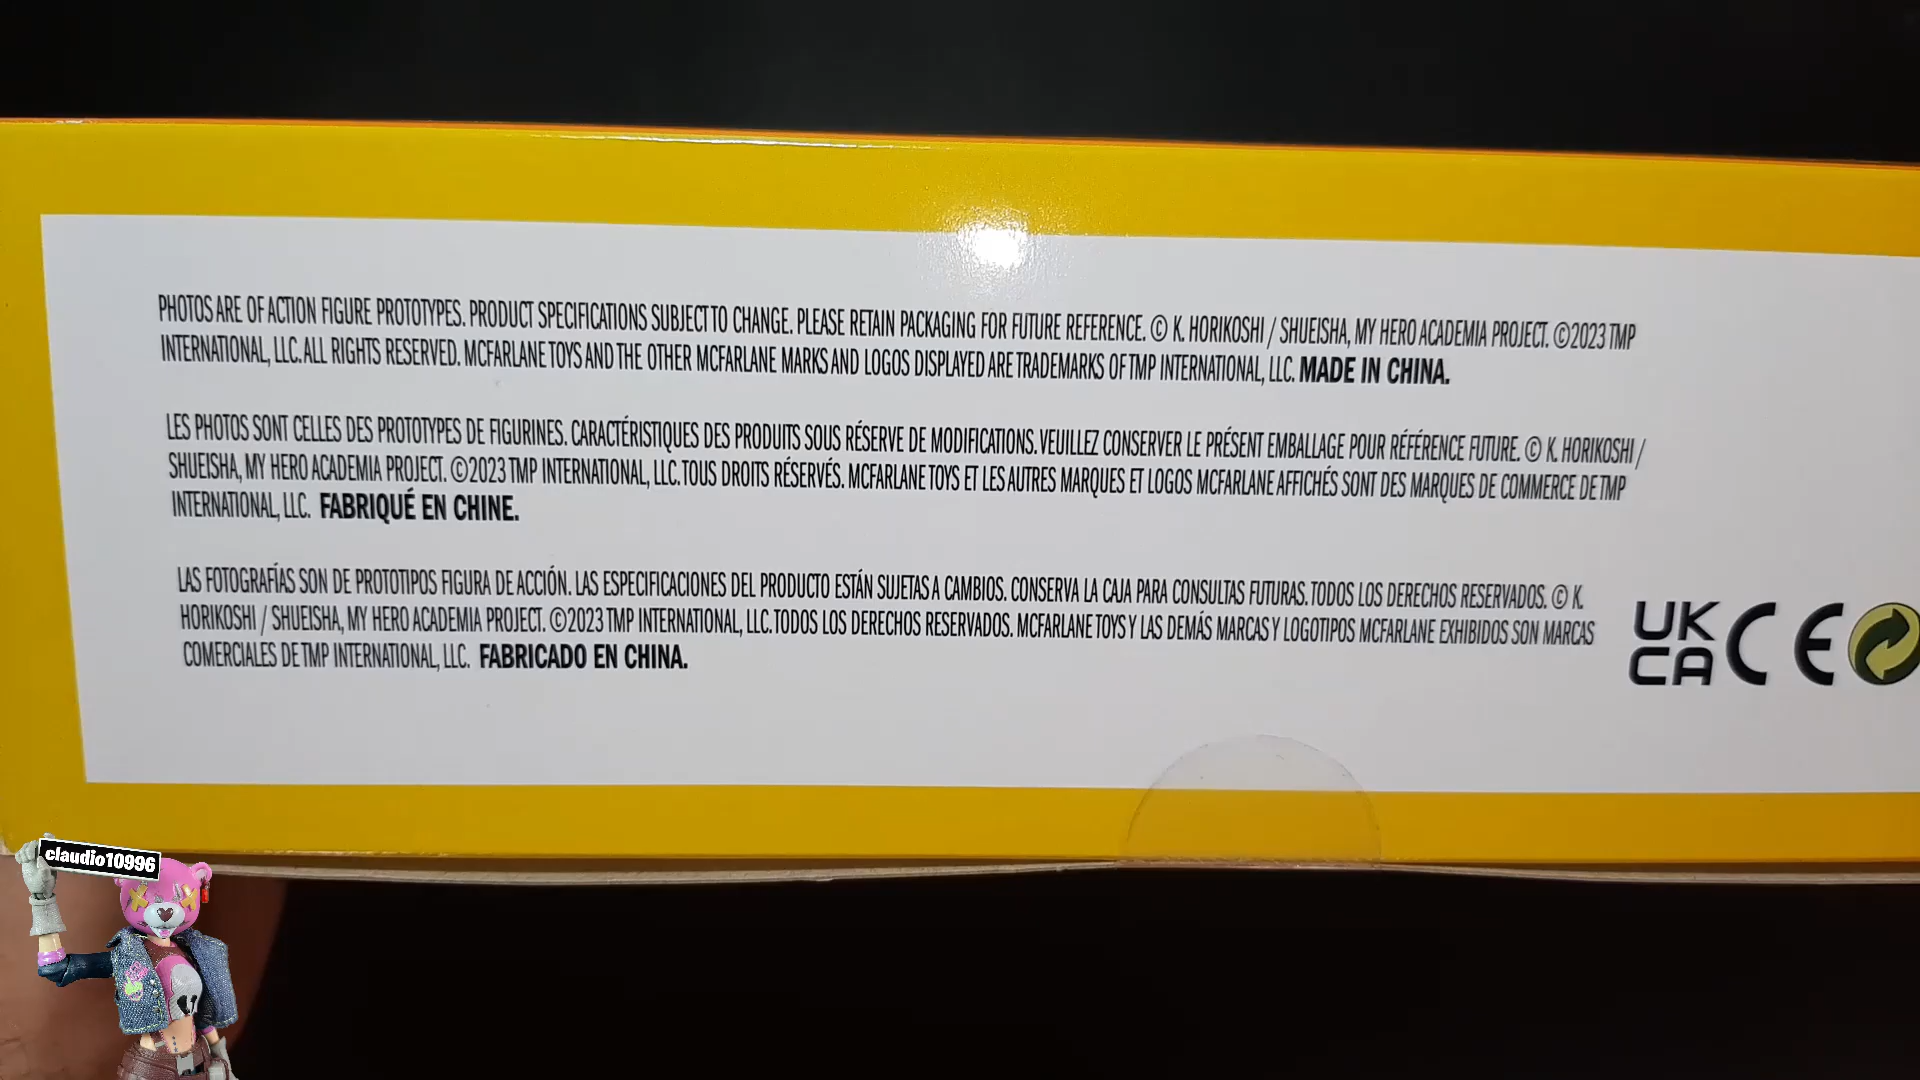 PHOTOS ARE OF ACTION FIGURE PROTOTYPES. PRODUCT SPECIFICATIONS SUBJECT TO CHANGE. PLEASE RETAIN PACKAGING FOR FUTURE REFERENCE. © K. HORIKOSHI / SHUEISHA, MY HERO ACADEMIA PROJECT. ©2023 TMP
INTERNATIONAL, LLC. ALL RIGHTS RESERVED. MCFARLANE TOYS AND THE OTHER MCFARLANE MARKS AND LOGOS DISPLAYED ARE TRADEMARKS OF TMP INTERNATIONAL, LLC. MADE IN CHINA.
LES PHOTOS SONT CELLES DES PROTOTYPES DE FIGURINES. CARACTÉRISTIQUES DES PRODUITS SOUS RÉSERVE DE MODIFICATIONS. VEUILLEZ CONSERVER LE PRÉSENT EMBALLAGE POUR RÉFÉRENCE FUTURE. © K. HORIKOSHI /
SHUEISHA, MY HERO ACADEMIA PROJECT. ©2023 TMP INTERNATIONAL, LLC. TOUS DROITS RÉSERVÉS. MCFARLANE TOYS ET LES AUTRES MARQUES ET LOGOS MCFARLANE AFFICHÉS SONT DES MARQUES DE COMMERCE DE TMP
INTERNATIONAL, LLC. FABRIQUÉ EN CHINE.
LAS FOTOGRAFÍAS SON DE PROTOTIPOS FIGURA DE ACCIÓN. LAS ESPECIFICACIONES DEL PRODUCTO ESTÁN SUJETAS A CAMBIOS. CONSERVA LA CAJA PARA CONSULTAS FUTURAS. TODOS LOS DERECHOS RESERVADOS. © K.
HORIKOSHI / SHUEISHA, MY HERO ACADEMIA PROJECT. ©2023 TMP INTERNATIONAL, LLC. TODOS LOS DERECHOS RESERVADOS. MCFARLANE TOYS Y LAS DEMÁS MARCAS Y LOGOTIPOS MCFARLANE EXHIBIDOS SON MARCAS
COMERCIALES DE TMP INTERNATIONAL, LLC. FABRICADO EN CHINA.
UK
CA CE
claudio10996